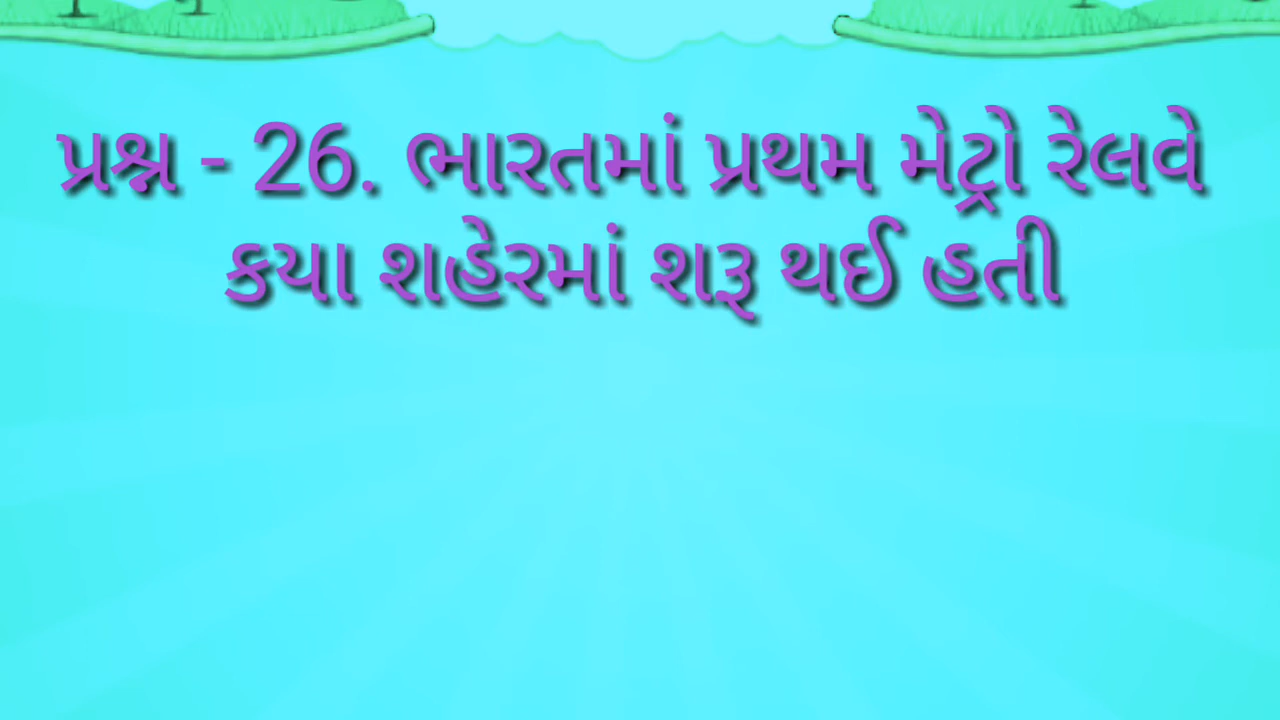 પ્રશ્ન - 26. ભારતમાં પ્રથમ મેટ્રો રેલવે
કયા શહેરમાં શરૂ થઈ હતી